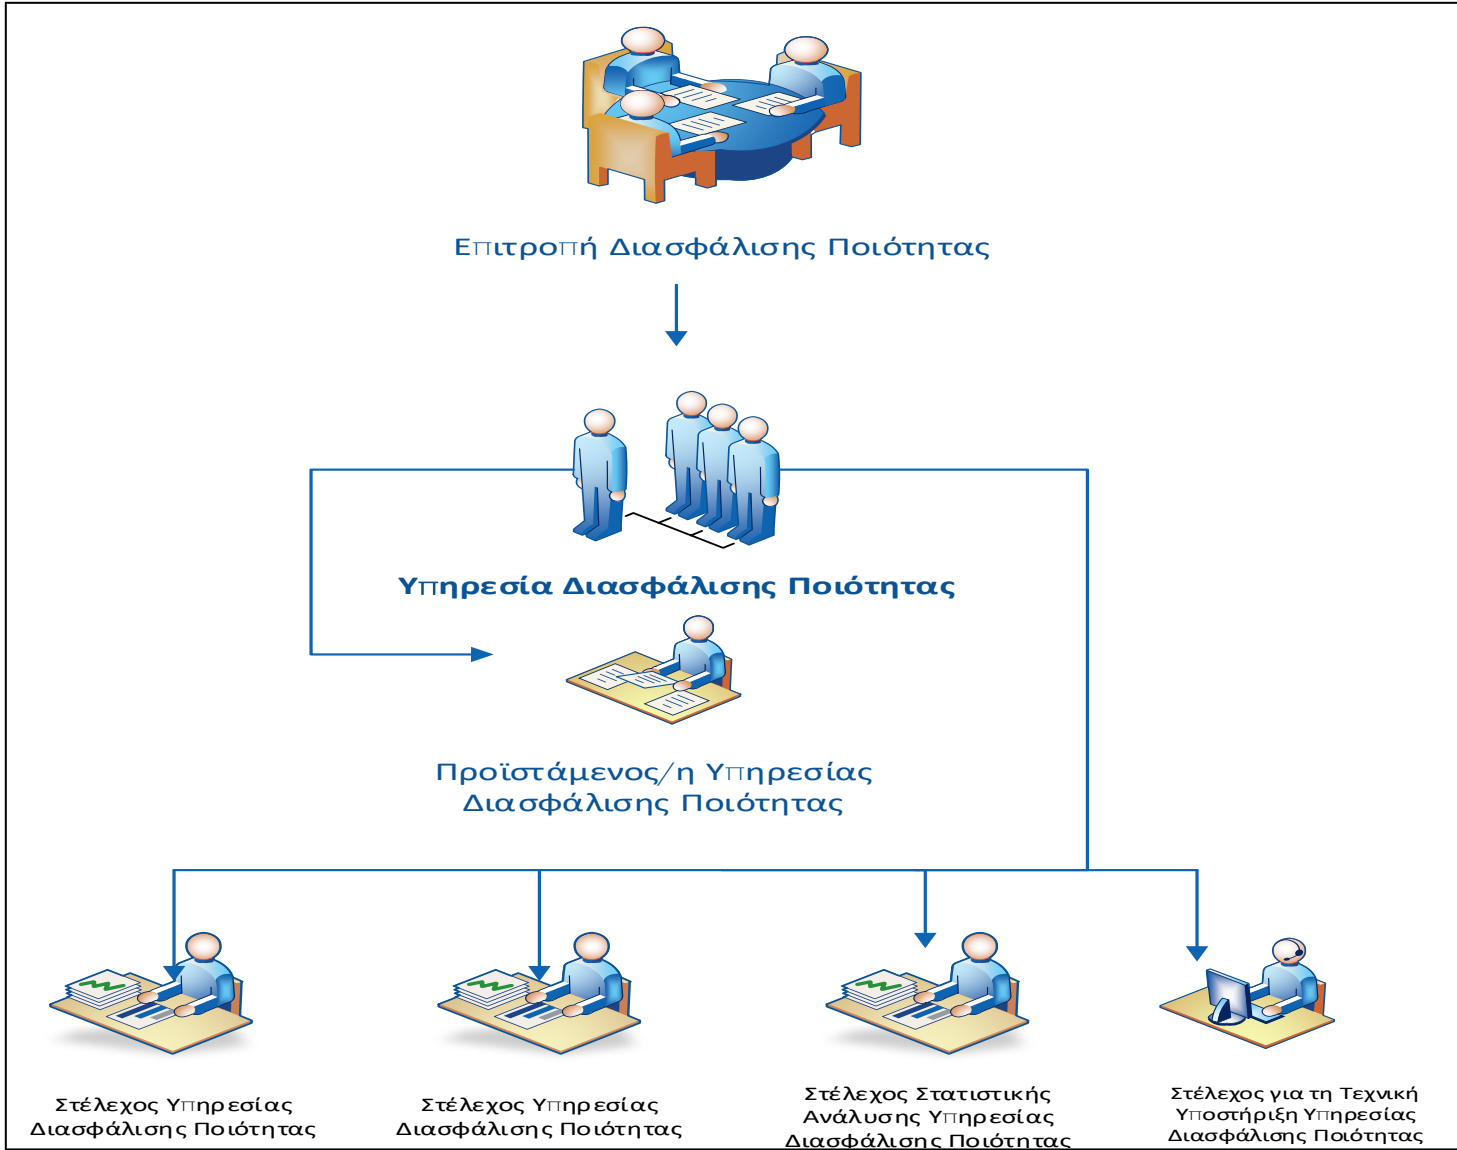 Επιτροπή Διασφάλισης Ποιότητας
Υπηρεσία Διασφάλισης Ποιότητας
Προϊστάμενος/η Υπηρεσίας
Διασφάλισης Ποιότητας
Στέλεχος Υπηρεσίας
Διασφάλισης Ποιότητας
Στέλεχος Υπηρεσίας
Διασφάλισης Ποιότητας
Στέλεχος Στατιστικής
Ανάλυσης Υπηρεσίας
Διασφάλισης Ποιότητας
Στέλεχος για τη Τεχνική
Υποστήριξη Υπηρεσίας
Διασφάλισης Ποιότητας